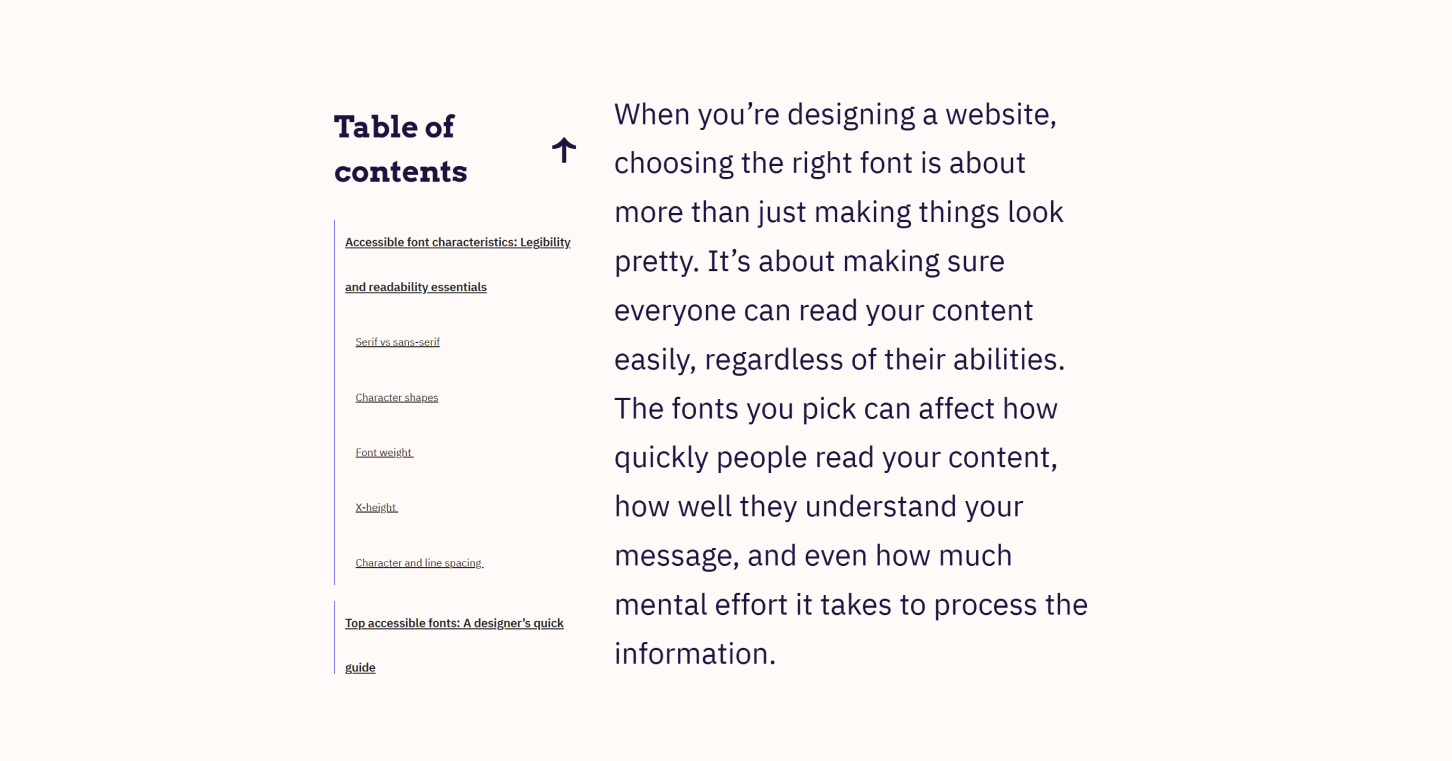 Table of
contents
Accessible font characteristics: Legibility
and readability essentials
Serif vs sans-serif
Character shapes
Font weight
X-height
Character and line spacing
Top accessible fonts: A designer’s quick
guide
When you’re designing a website,
choosing the right font is about
more than just making things look
pretty. It’s about making sure
everyone can read your content
easily, regardless of their abilities.
The fonts you pick can affect how
quickly people read your content,
how well they understand your
message, and even how much
mental effort it takes to process the
information.